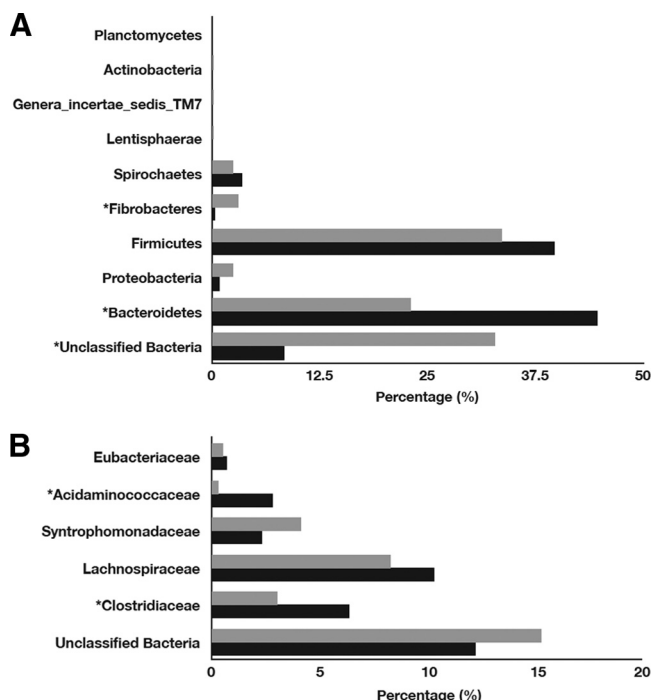 A
Planctomycetes
Actinobacteria
Genera_incertae_sedis_TM7
Lentisphaerae
Spirochaetes
*Fibrobacteres
Firmicutes
Proteobacteria
*Bacteroidetes
*Unclassified Bacteria
0 12.5 25 37.5 50
Percentage (%)
B
Eubacteriaceae
*Acidaminococcaceae
Syntrophomonadaceae
Lachnospiraceae
*Clostridiaceae
Unclassified Bacteria
0 5 10 15 20
Percentage (%)